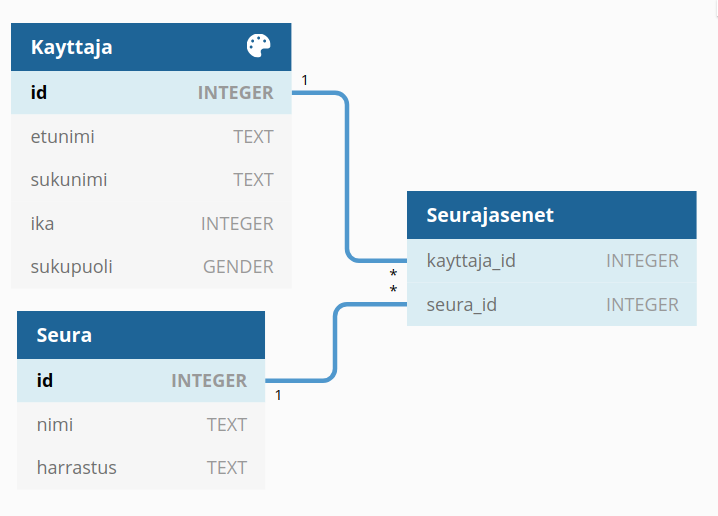 Kayttaja
id INTEGER
etunimi TEXT
sukunimi TEXT
ika INTEGER
sukupuoli GENDER
1
Seurajasenet
kayttaja_id INTEGER
*
*
seura_id INTEGER
Seura
id INTEGER
1
nimi TEXT
harrastus TEXT